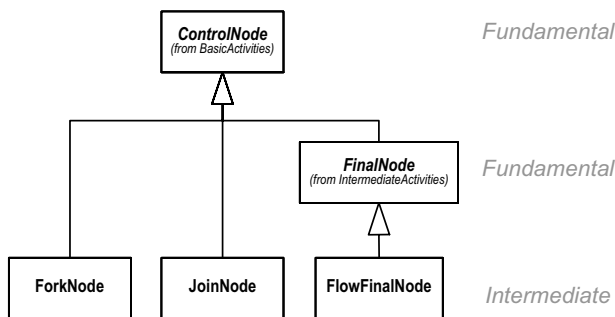 ControlNode
(from BasicActivities)
Fundamental
FinalNode
(from IntermediateActivities)
Fundamental
ForkNode
JoinNode
FlowFinalNode
Intermediate